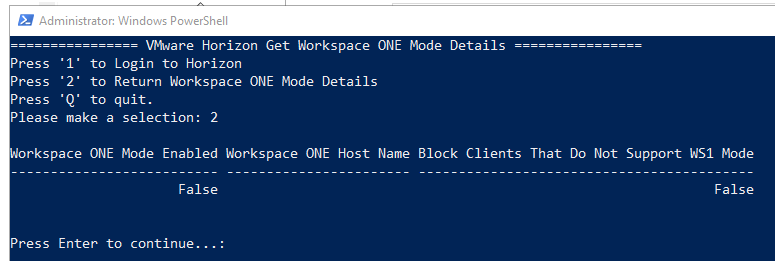 Administrator: Windows PowerShell
================ VMware Horizon Get Workspace ONE Mode Details ================
Press '1' to Login to Horizon
Press '2' to Return Workspace ONE Mode Details
Press 'Q' to quit.
Please make a selection: 2
Workspace ONE Mode Enabled Workspace ONE Host Name Block Clients That Do Not Support WS1 Mode
-------------------------- ----------------------- ------------------------------------------
False False
Press Enter to continue...: